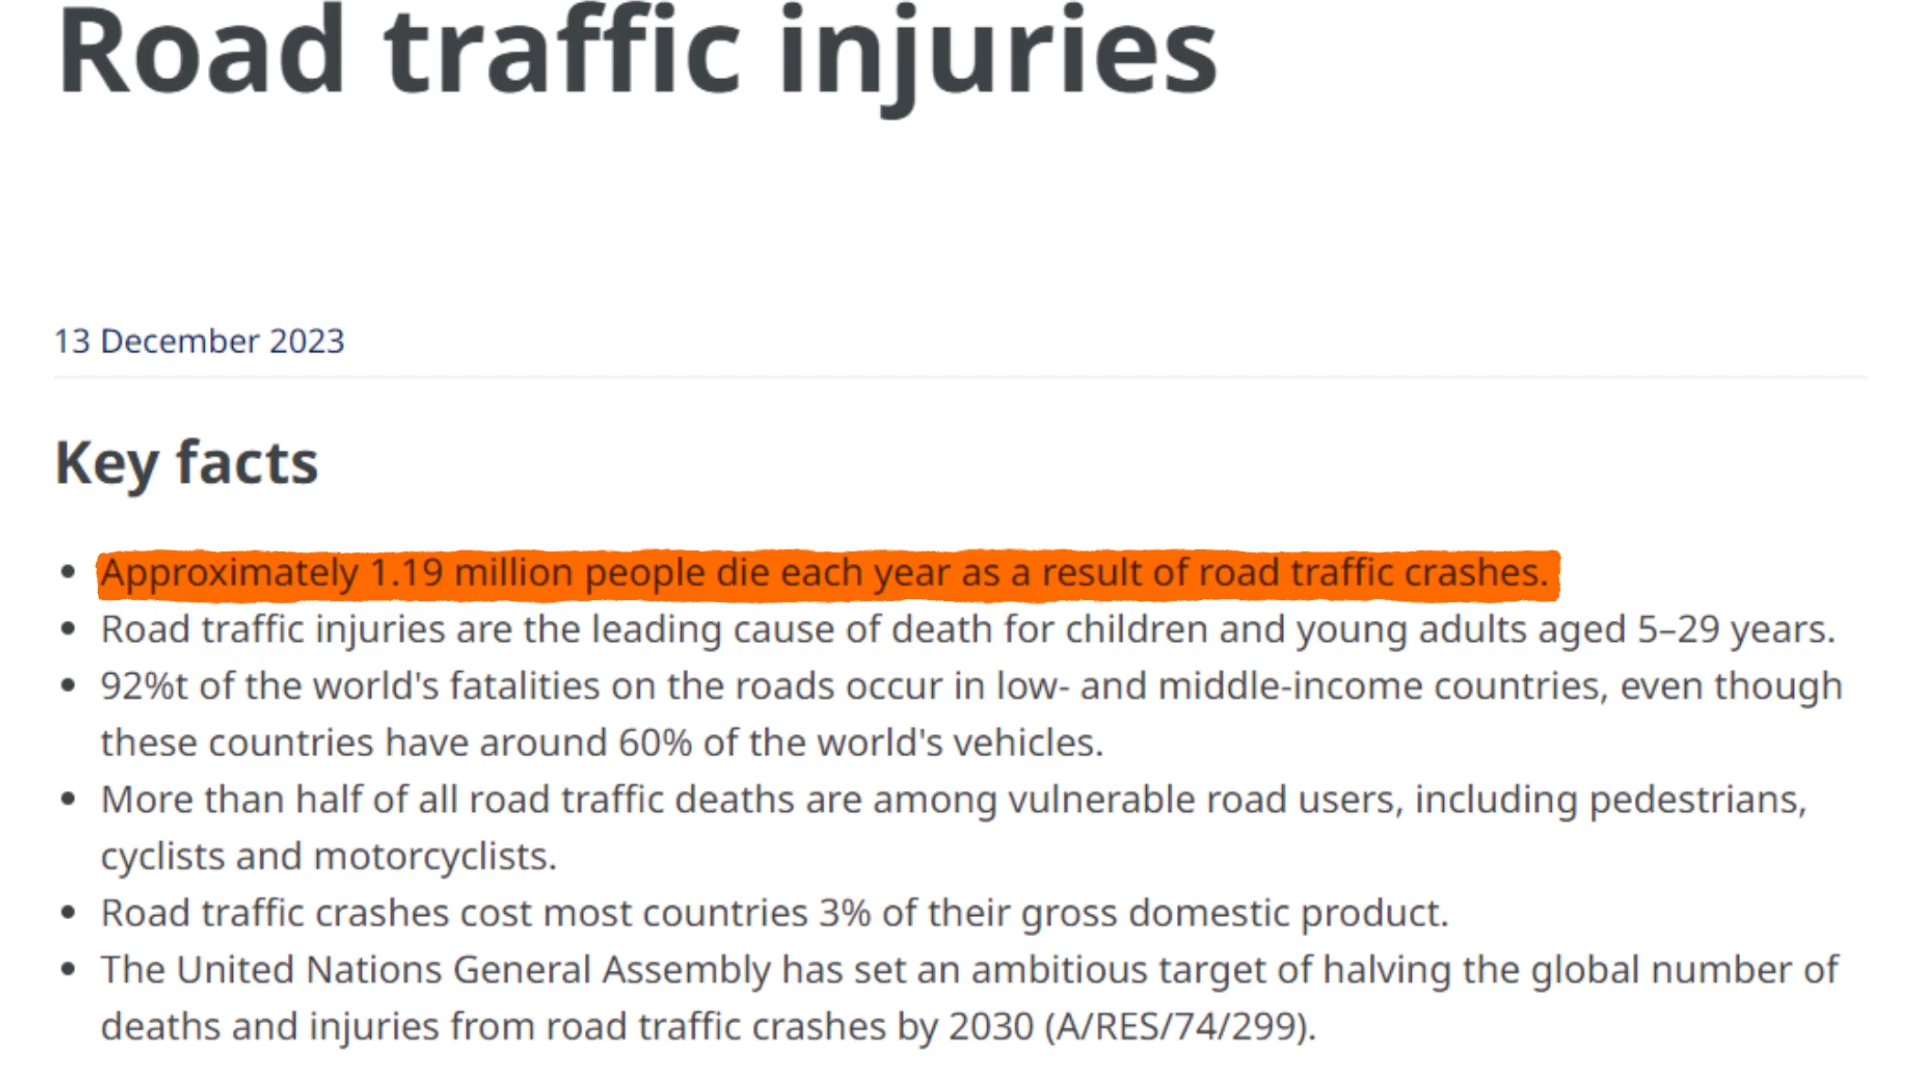 Road traffic injuries
13 December 2023
Key facts
• Approximately 1.19 million people die each year as a result of road traffic crashes.
• Road traffic injuries are the leading cause of death for children and young adults aged 5–29 years.
• 92%t of the world's fatalities on the roads occur in low- and middle-income countries, even though
these countries have around 60% of the world's vehicles.
• More than half of all road traffic deaths are among vulnerable road users, including pedestrians,
cyclists and motorcyclists.
• Road traffic crashes cost most countries 3% of their gross domestic product.
• The United Nations General Assembly has set an ambitious target of halving the global number of
deaths and injuries from road traffic crashes by 2030 (A/RES/74/299).